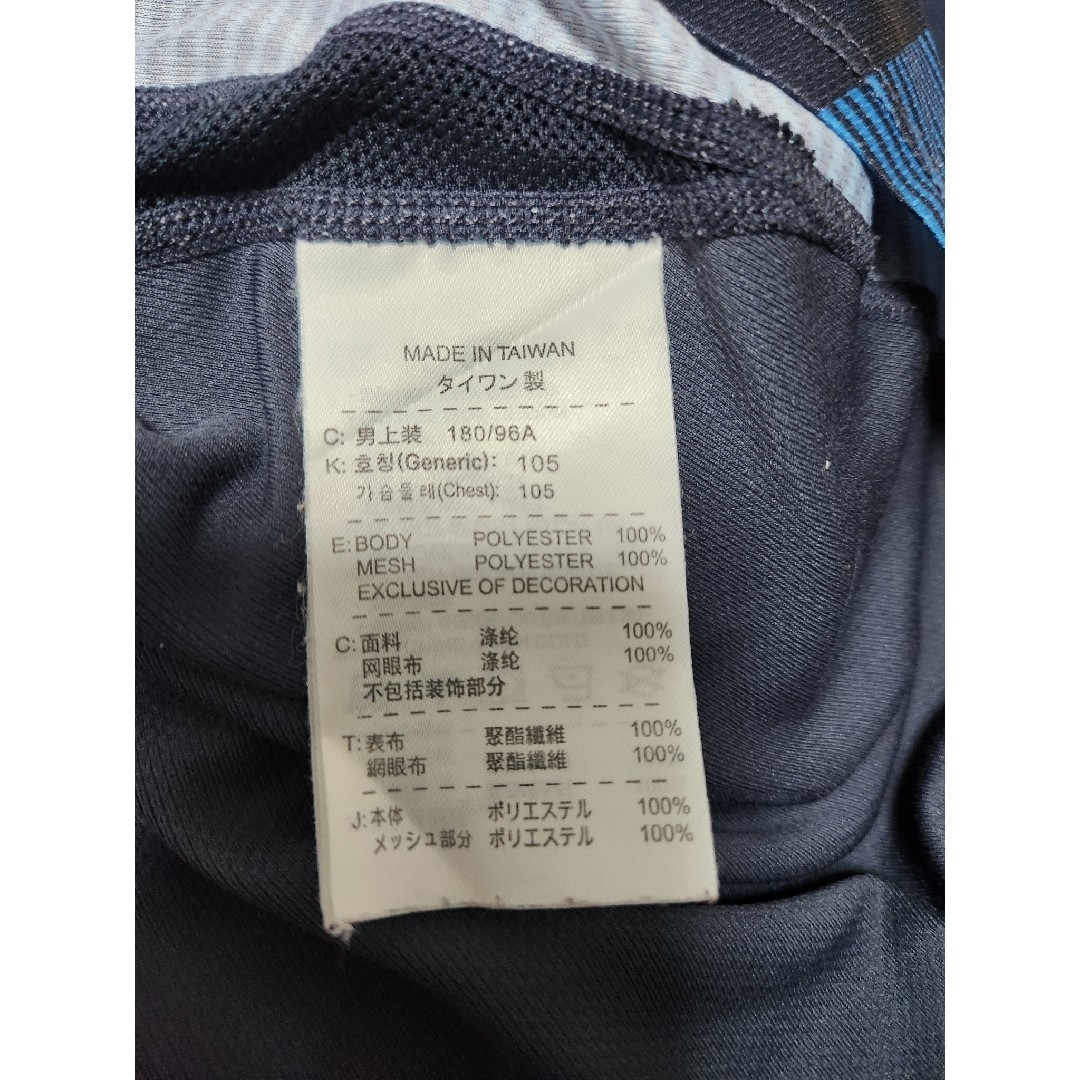 MADE IN TAIWAN
タイワン製
C: 男上装 180/96A
K: 호칭(Generic): 105
가슴둘레(Chest): 105
E: BODY POLYESTER 100%
MESH POLYESTER 100%
EXCLUSIVE OF DECORATION
C: 面料 涤纶 100%
网眼布 涤纶 100%
不包括装饰部分
T: 表布 聚酯纖維 100%
網眼布 聚酯纖維 100%
J: 本体 ポリエステル 100%
メッシュ部分 ポリエステル 100%